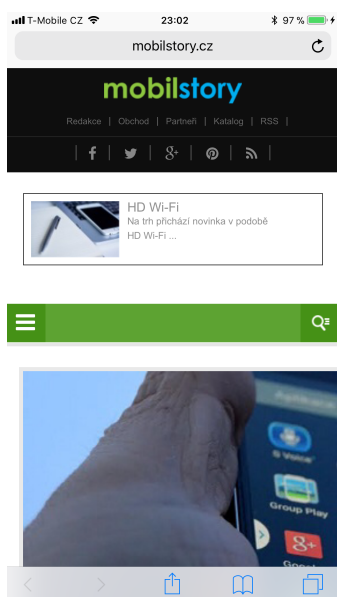 T-Mobile CZ 23:02 97 %
mobilstory.cz
mobilstory
Redakce | Obchod | Partneři | Katalog | RSS |
HD Wi-Fi
Na trh přichází novinka v podobě
HD Wi-Fi ...
S Voice
Group Play